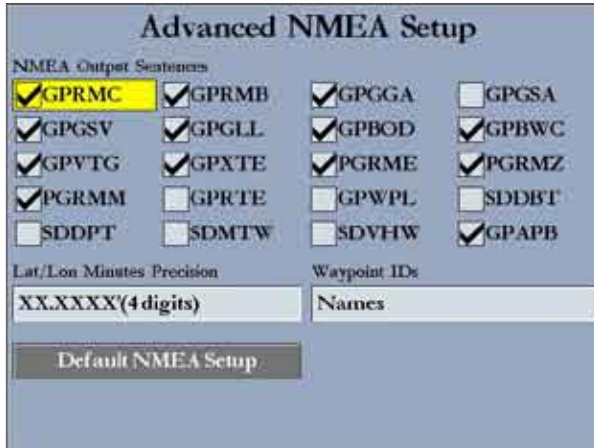 Advanced NMEA Setup
NMEA Output Sentences
GPRMC GPRMB GPGGA GPGSA
GPGSV GPGLL GPBOD GPBWC
GPVTG GPXTE PGRME PGRMZ
PGRMM GPRTE GPWPL SDDBT
SDDPT SDMTW SDVHW GPAPB
Lat/Lon Minutes Precision Waypoint IDs
XX.XXXX'(4 digits) Names
Default NMEA Setup